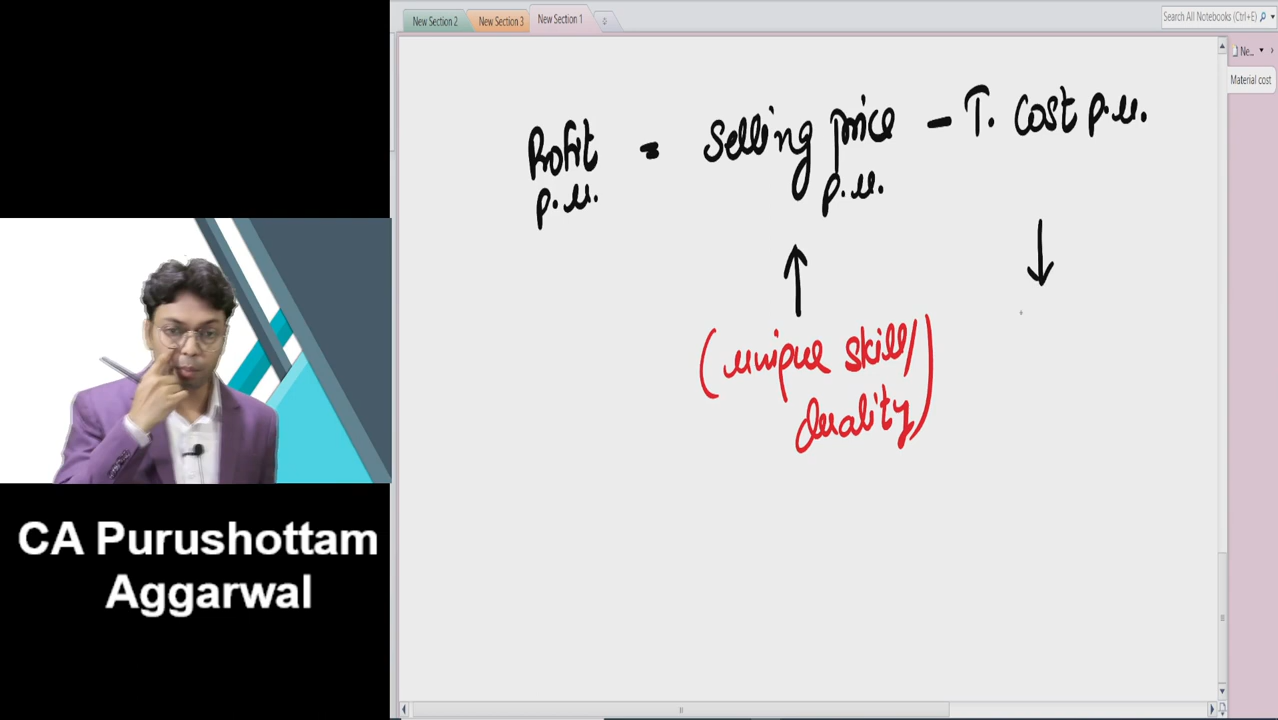 New Section 2
New Section 3
New Section 1
Search All Notebooks (Ctrl+E)
Ne...
Material cost
Profit p.u. = Selling price p.u. - T. Cost p.u.
(unique skill/
quality)
CA Purushottam
Aggarwal